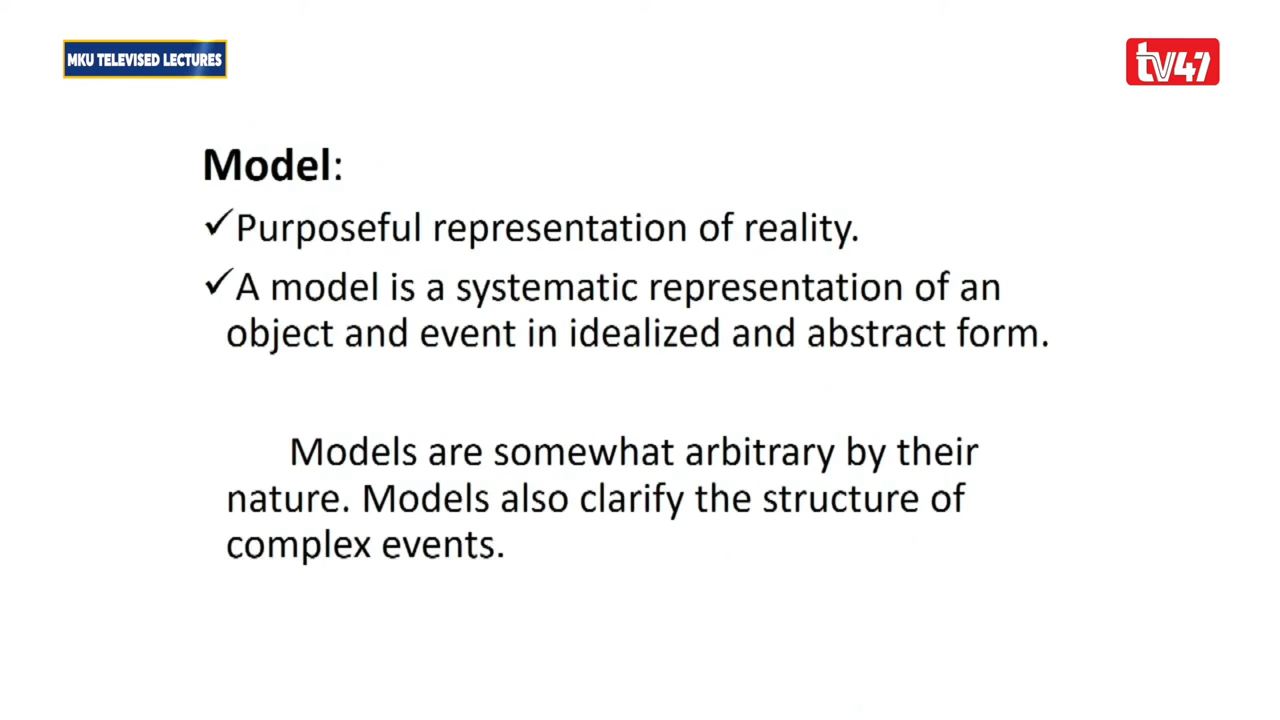 MKU TELEVISED LECTURES
tv47
Model:
✓Purposeful representation of reality.
✓A model is a systematic representation of an
object and event in idealized and abstract form.
Models are somewhat arbitrary by their
nature. Models also clarify the structure of
complex events.